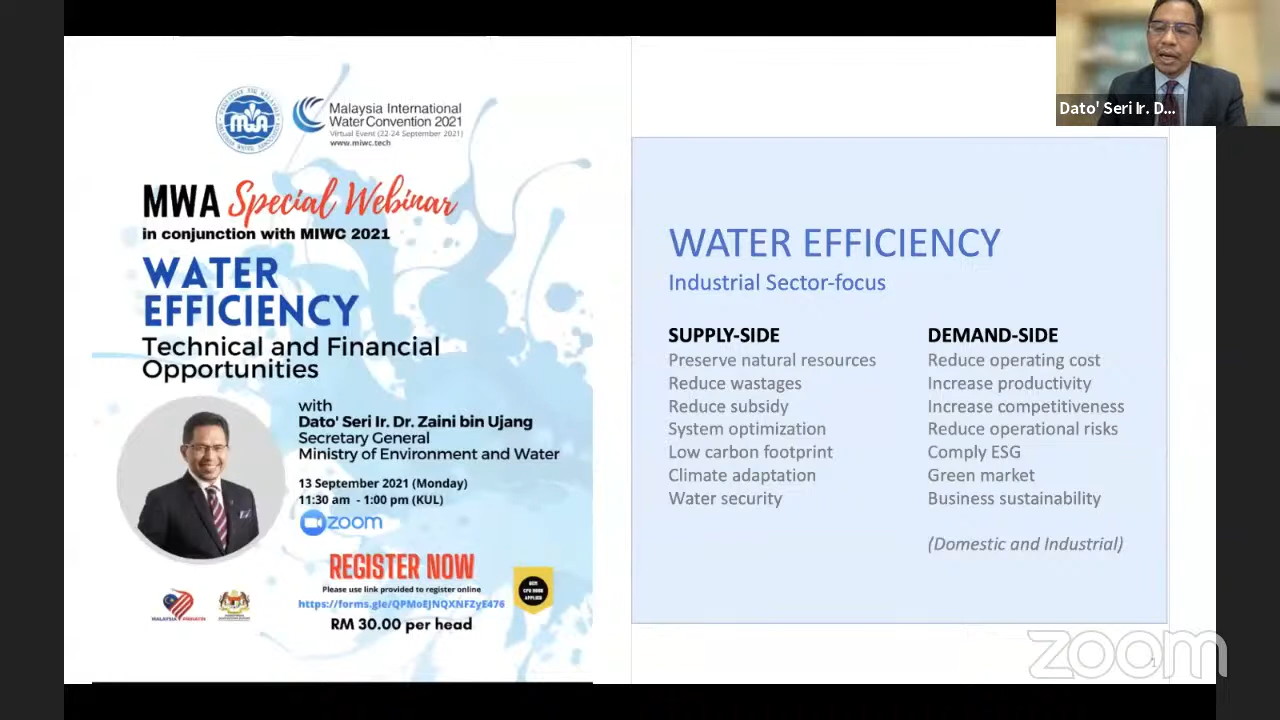 Malaysia International
Water Convention 2021
Virtual Event (22-24 September 2021)
www.miwc.tech
MWA
MWA Special Webinar
in conjunction with MIWC 2021
WATER
EFFICIENCY
Technical and Financial
Opportunities
with
Dato' Seri Ir. Dr. Zaini bin Ujang
Secretary General
Ministry of Environment and Water
13 September 2021 (Monday)
11:30 am - 1:00 pm (KUL)
zoom
REGISTER NOW
Please use link provided to register online
https://forms.gle/QPMoEJNQXNFZyE476
RM 30.00 per head
BEM
CPD HOUR
APPLIED
WATER EFFICIENCY
Industrial Sector-focus
SUPPLY-SIDE
Preserve natural resources
Reduce wastages
Reduce subsidy
System optimization
Low carbon footprint
Climate adaptation
Water security
DEMAND-SIDE
Reduce operating cost
Increase productivity
Increase competitiveness
Reduce operational risks
Comply ESG
Green market
Business sustainability
(Domestic and Industrial)
1
Dato' Seri Ir. D...
zoom